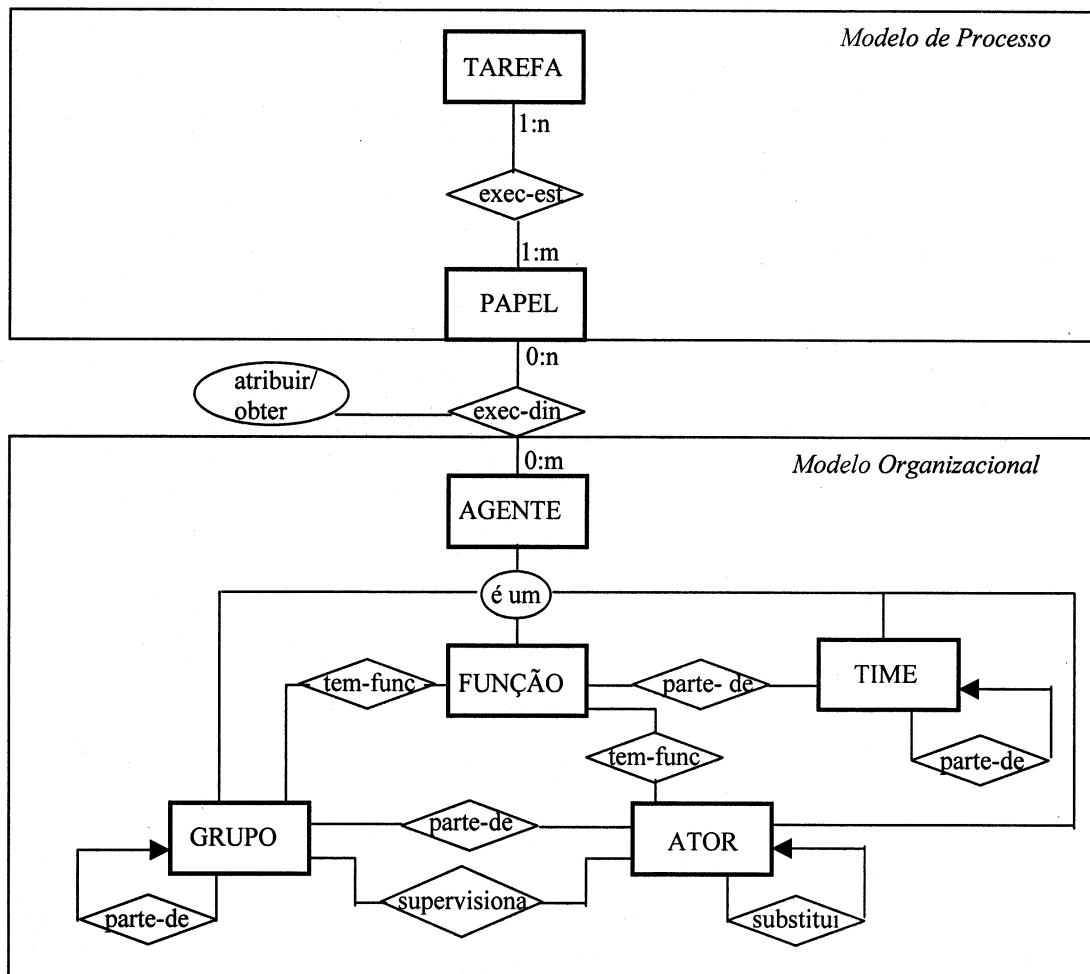 Modelo de Processo
TAREFA
1:n
exec-est
1:m
PAPEL
0:n
atribuir/
obter
exec-din
0:m
Modelo Organizacional
AGENTE
é um
tem-func
FUNÇÃO
parte- de
TIME
tem-func
parte-de
GRUPO
parte-de
ATOR
supervisiona
parte-de
substitui